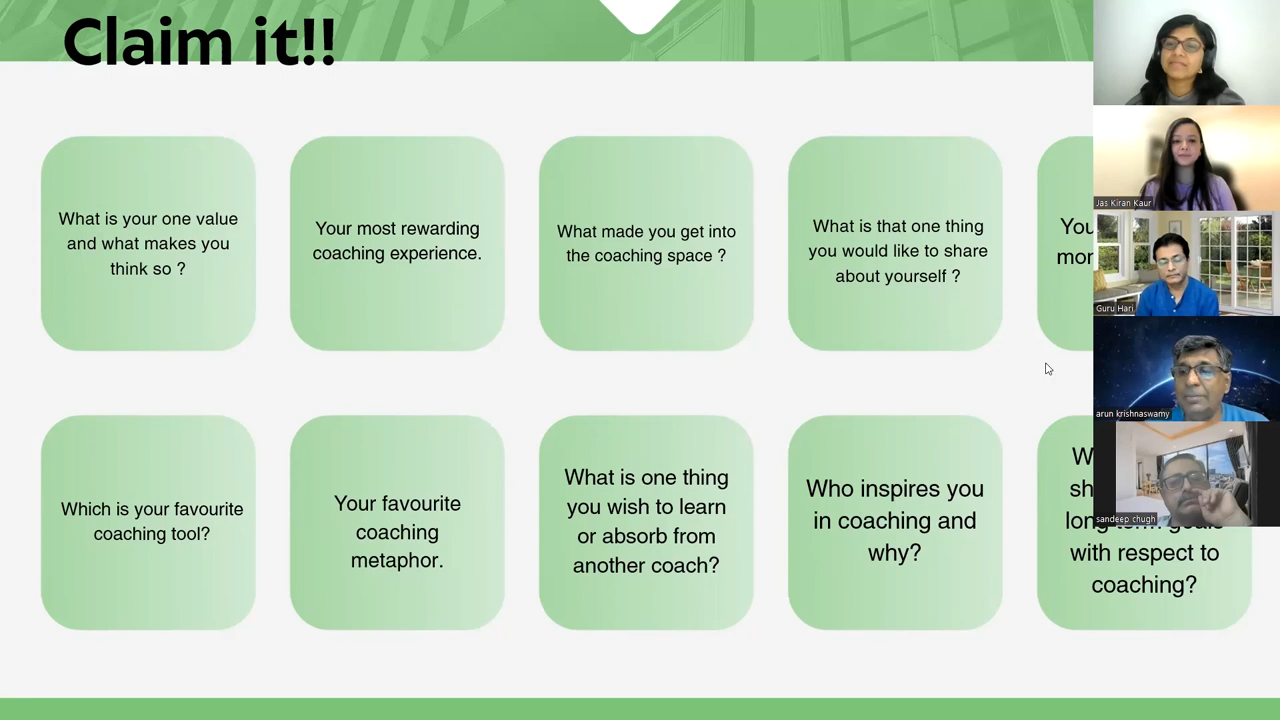 Claim it!!
What is your one value
and what makes you
think so ?
Your most rewarding
coaching experience.
What made you get into
the coaching space ?
What is that one thing
you would like to share
about yourself ?
Which is your favourite
coaching tool?
Your favourite
coaching
metaphor.
What is one thing
you wish to learn
or absorb from
another coach?
Who inspires you
in coaching and
why?
with respect to
coaching?
Jas Kiran Kaur
Guru Hari
arun krishnaswamy
sandeep chugh